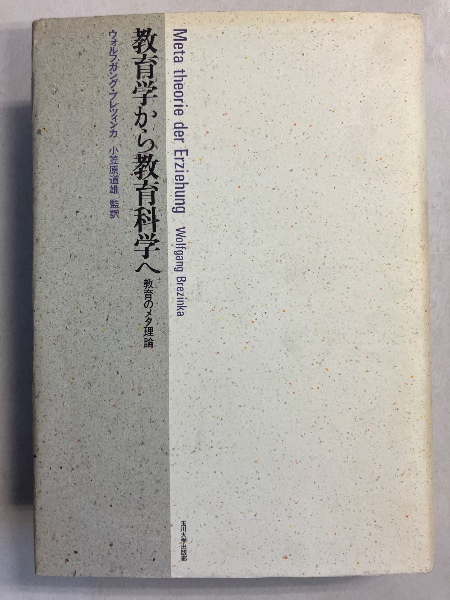 Meta theorie der Erziehung Wolfgang Brezinka
教育学から教育科学へ 教育のメタ理論
ウォルフガング・ブレツィンカ 小笠原道雄 監訳
玉川大学出版部